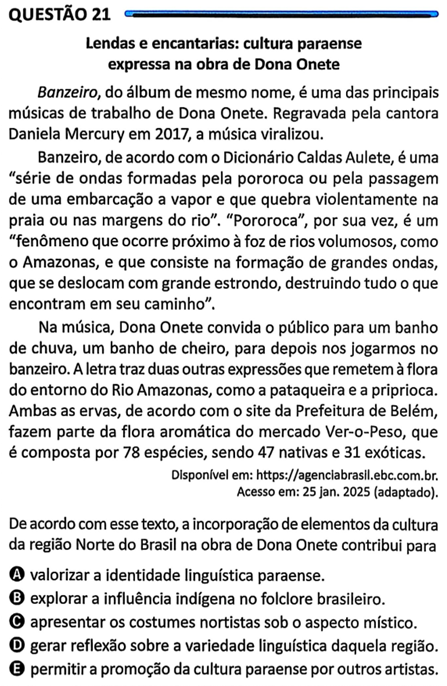 QUESTÃO 21
Lendas e encantarias: cultura paraense
expressa na obra de Dona Onete
Banzeiro, do álbum de mesmo nome, é uma das principais
músicas de trabalho de Dona Onete. Regravada pela cantora
Daniela Mercury em 2017, a música viralizou.
Banzeiro, de acordo com o Dicionário Caldas Aulete, é uma
“série de ondas formadas pela pororoca ou pela passagem
de uma embarcação a vapor e que quebra violentamente na
praia ou nas margens do rio”. “Pororoca”, por sua vez, é um
“fenômeno que ocorre próximo à foz de rios volumosos, como
o Amazonas, e que consiste na formação de grandes ondas,
que se deslocam com grande estrondo, destruindo tudo o que
encontram em seu caminho”.
Na música, Dona Onete convida o público para um banho
de chuva, um banho de cheiro, para depois nos jogarmos no
banzeiro. A letra traz duas outras expressões que remetem à flora
do entorno do Rio Amazonas, como a pataqueira e a priprioca.
Ambas as ervas, de acordo com o site da Prefeitura de Belém,
fazem parte da flora aromática do mercado Ver-o-Peso, que
é composta por 78 espécies, sendo 47 nativas e 31 exóticas.
Disponível em: https://agenciabrasil.ebc.com.br.
Acesso em: 25 jan. 2025 (adaptado).
De acordo com esse texto, a incorporação de elementos da cultura
da região Norte do Brasil na obra de Dona Onete contribui para
A valorizar a identidade linguística paraense.
B explorar a influência indígena no folclore brasileiro.
C apresentar os costumes nortistas sob o aspecto místico.
D gerar reflexão sobre a variedade linguística daquela região.
E permitir a promoção da cultura paraense por outros artistas.